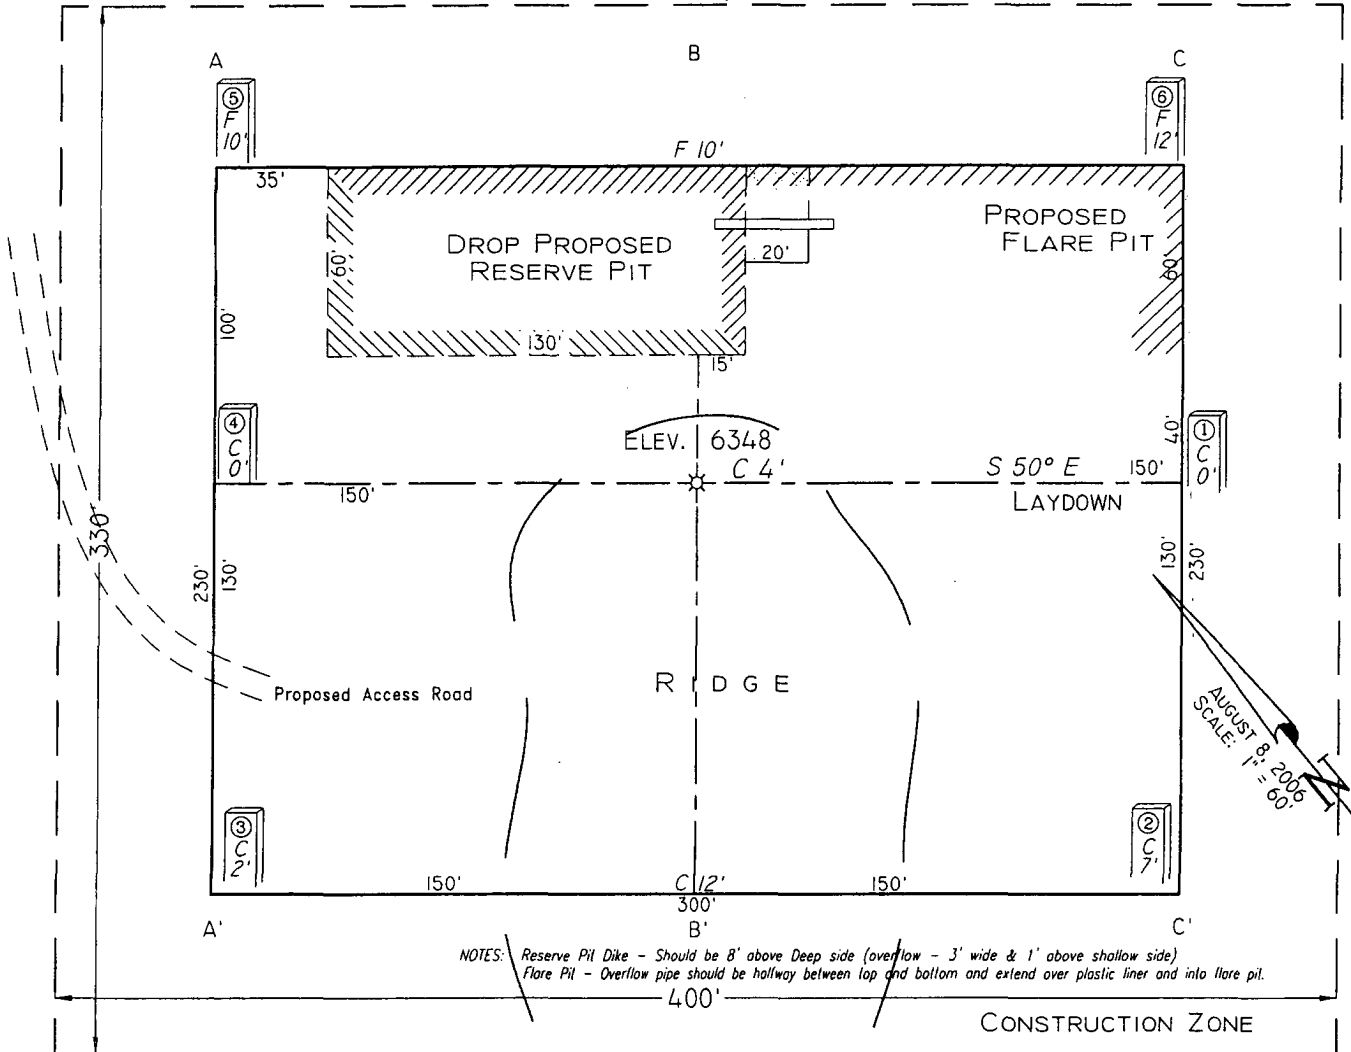 A
B
C
5
F
10'
6
F
12'
F 10'
35'
DROP PROPOSED
RESERVE PIT
PROPOSED
FLARE PIT
60'
20'
60'
100'
130'
15'
4
C
0'
ELEV. 6348
C 4'
40'
1
C
0'
150'
S 50° E
150'
LAYDOWN
330'
230'
130'
130'
230'
RIDGE
Proposed Access Road
AUGUST 8, 2006
SCALE: 1" = 60'
N
3
C
2'
2
C
7'
150'
C 12'
150'
300'
A'
B'
C'
NOTES: Reserve Pit Dike - Should be 8' above Deep side (overflow - 3' wide & 1' above shallow side)
Flare Pit - Overflow pipe should be halfway between top and bottom and extend over plastic liner and into flare pit.
400'
CONSTRUCTION ZONE